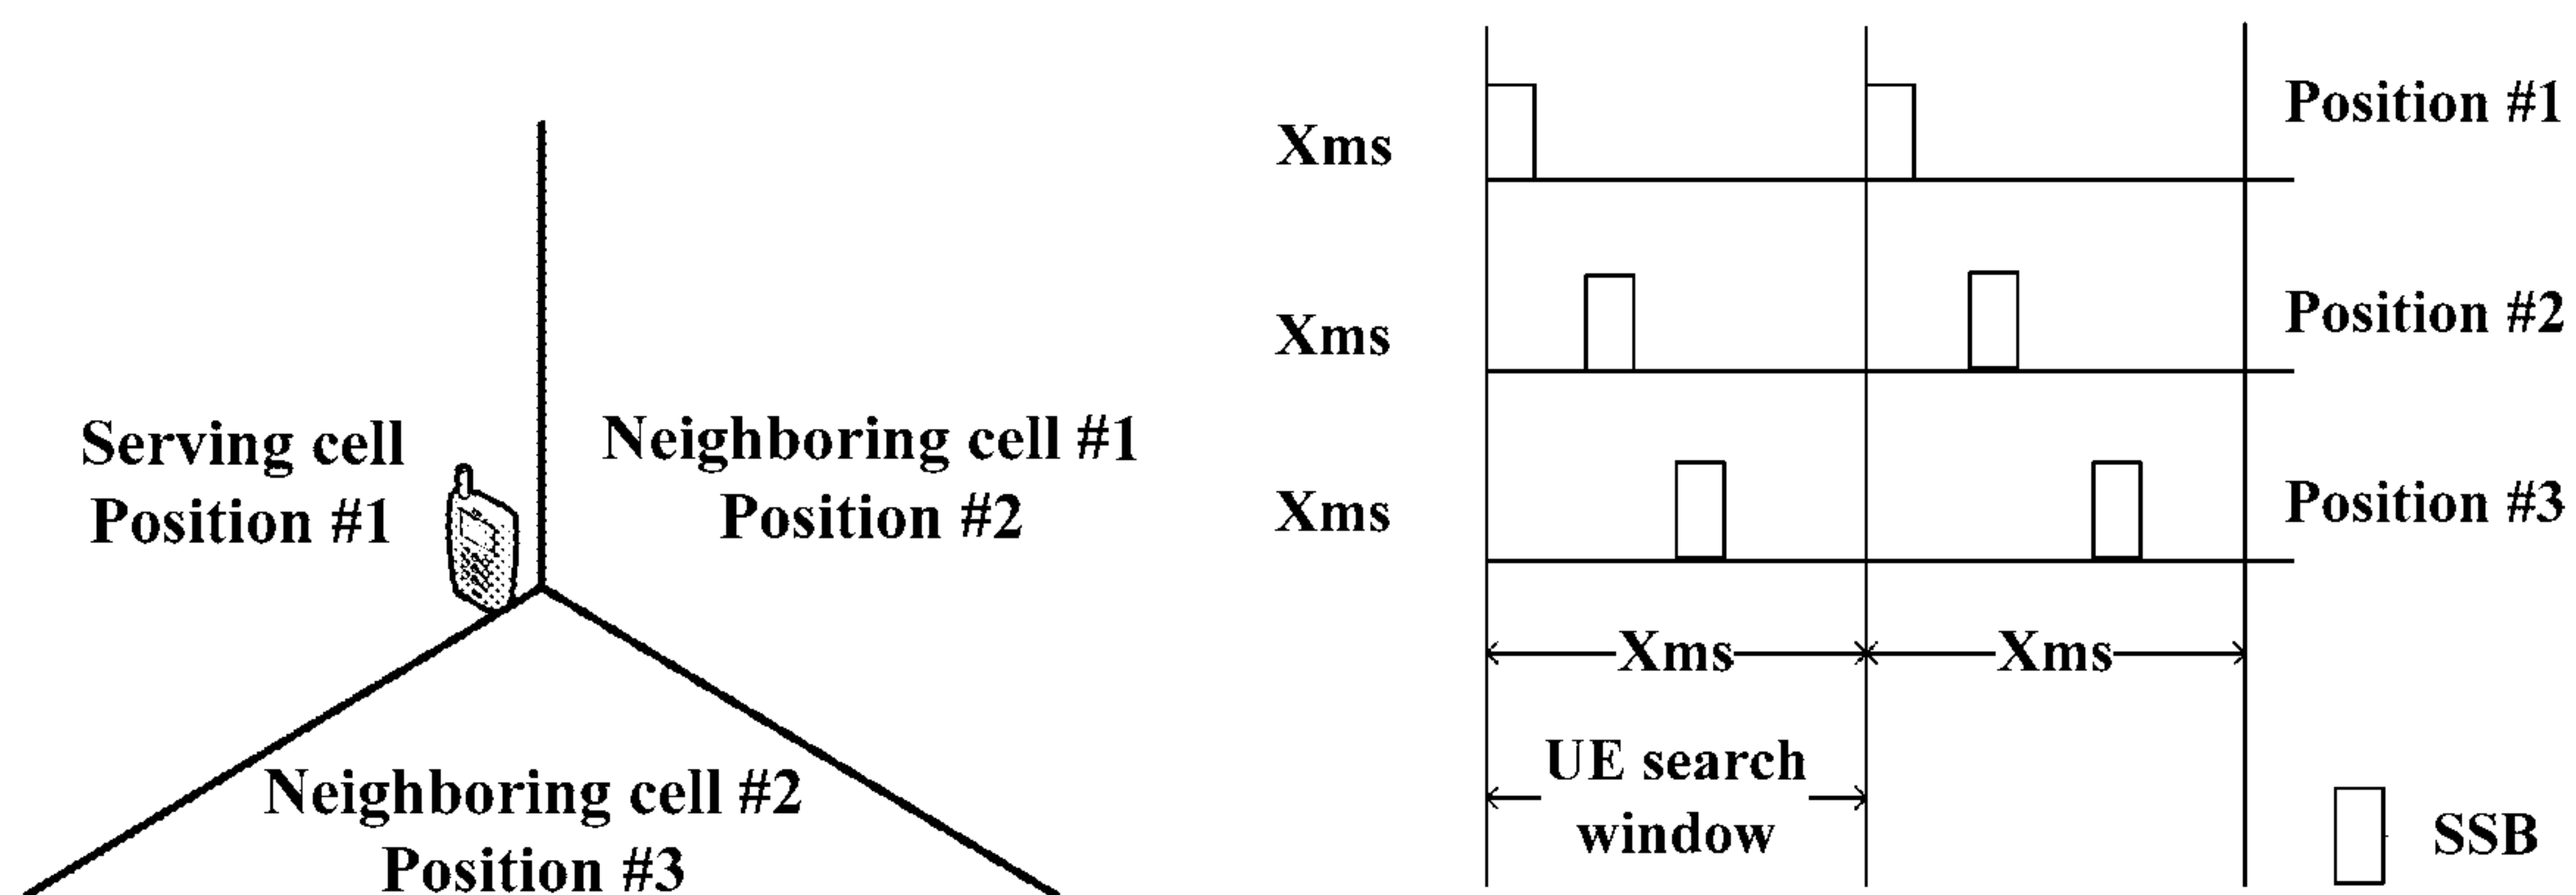 Serving cell
Position #1
Neighboring cell #1
Position #2
Neighboring cell #2
Position #3
Xms
Position #1
Xms
Position #2
Xms
Position #3
Xms
Xms
UE search
window
SSB